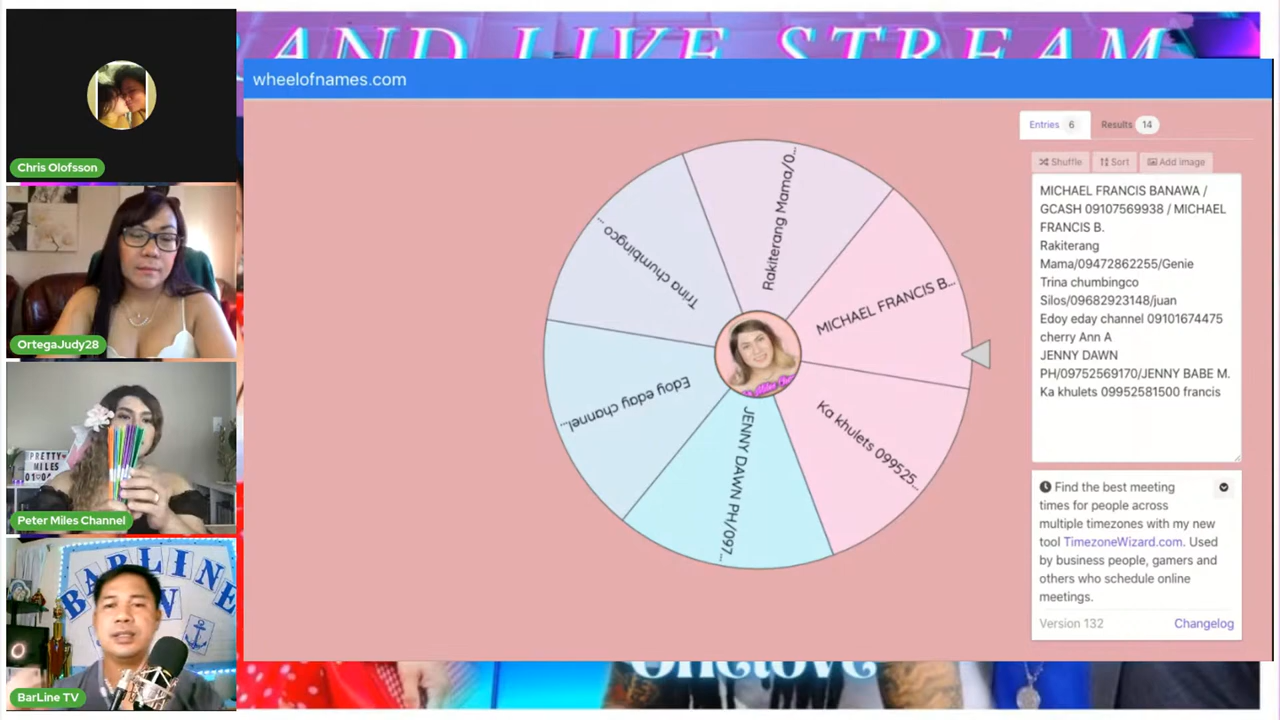 AND LIVE STREAM
wheelofnames.com
Chris Olofsson
OrtegaJudy28
PRETTY
MILES
Peter Miles Channel
BARLINE
BarLine TV
Rakiterang Mama/0...
MICHAEL FRANCIS B...
Ka khulets 099525...
JENNY DAWN PH/097...
Edoy eday channel...
Trina chumbingco ...
Entries 6 Results 14
Shuffle Sort Add image
MICHAEL FRANCIS BANAWA /
GCASH 09107569938 / MICHAEL
FRANCIS B.
Rakiterang
Mama/09472862255/Genie
Trina chumbingco
Silos/09682923148/juan
Edoy eday channel 09101674475
cherry Ann A
JENNY DAWN
PH/09752569170/JENNY BABE M.
Ka khulets 09952581500 francis
Find the best meeting
times for people across
multiple timezones with my new
tool TimezoneWizard.com. Used
by business people, gamers and
others who schedule online
meetings.
Version 132 Changelog
Onelove